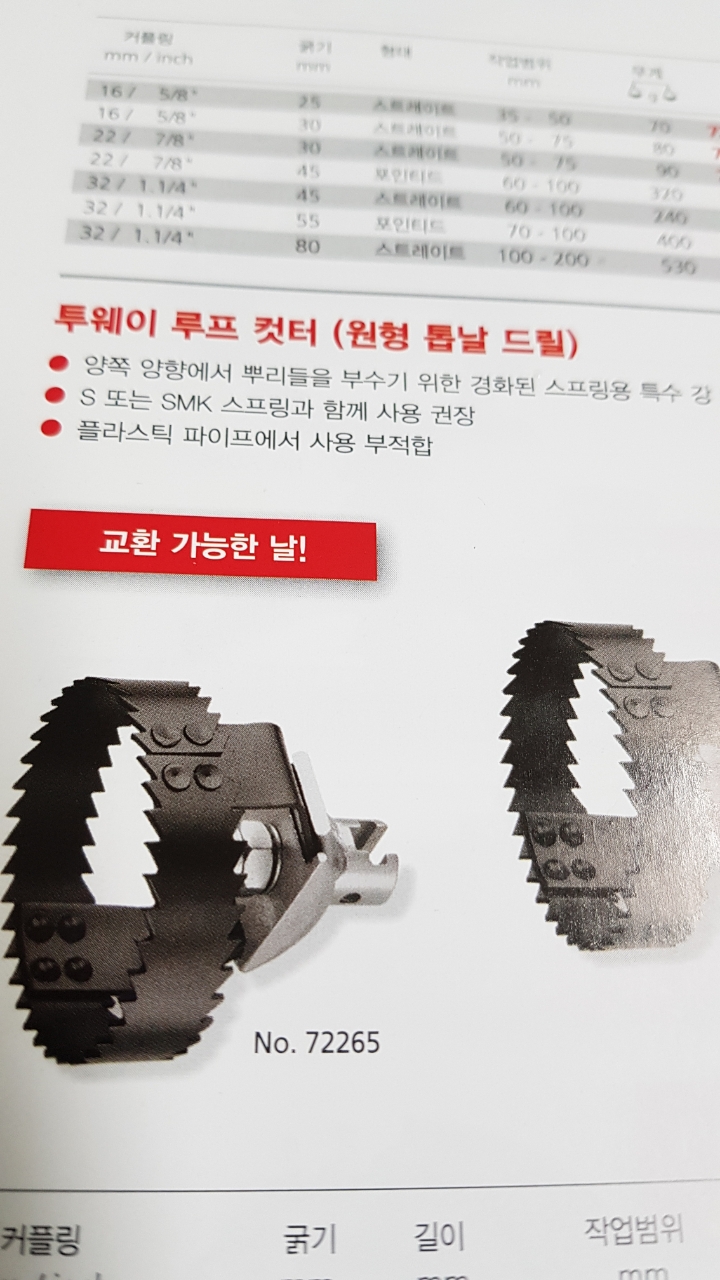 커플링 굵기 형태 작업범위 무게
mm / inch mm mm g
16 / 5/8" 25 스트레이트 35 - 50 70
16 / 5/8" 30 스트레이트 50 - 75 80
22 / 7/8" 30 스트레이트 50 - 75 90
22 / 7/8" 45 포인티드 60 - 100 320
32 / 1.1/4" 45 스트레이트 60 - 100 240
32 / 1.1/4" 55 포인티드 70 - 100 400
32 / 1.1/4" 80 스트레이트 100 - 200 530
투웨이 루프 컷터 (원형 톱날 드릴)
양쪽 양향에서 뿌리들을 부수기 위한 경화된 스프링용 특수 강
S 또는 SMK 스프링과 함께 사용 권장
플라스틱 파이프에서 사용 부적합
교환 가능한 날!
No. 72265
커플링 굵기 길이 작업범위
mm mm mm